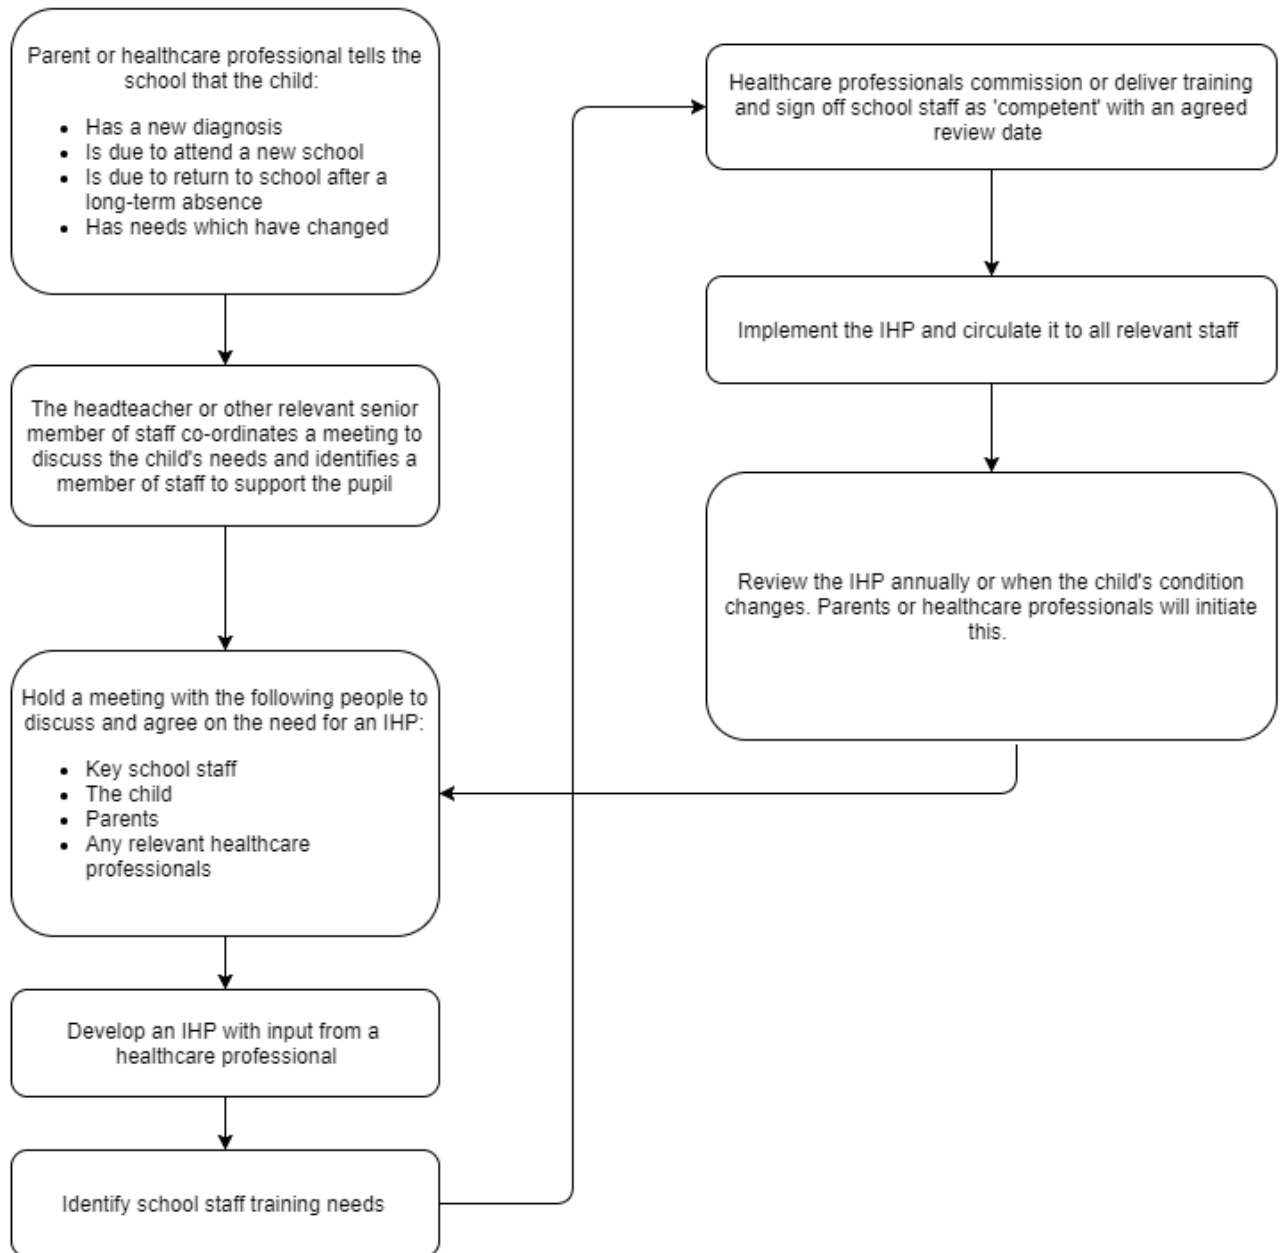 Parent or healthcare professional tells the
school that the child:
• Has a new diagnosis
• Is due to attend a new school
• Is due to return to school after a
long-term absence
• Has needs which have changed
The headteacher or other relevant senior
member of staff co-ordinates a meeting to
discuss the child's needs and identifies a
member of staff to support the pupil
Hold a meeting with the following people to
discuss and agree on the need for an IHP:
• Key school staff
• The child
• Parents
• Any relevant healthcare
professionals
Develop an IHP with input from a
healthcare professional
Identify school staff training needs
Healthcare professionals commission or deliver training
and sign off school staff as 'competent' with an agreed
review date
Implement the IHP and circulate it to all relevant staff
Review the IHP annually or when the child's condition
changes. Parents or healthcare professionals will initiate
this.